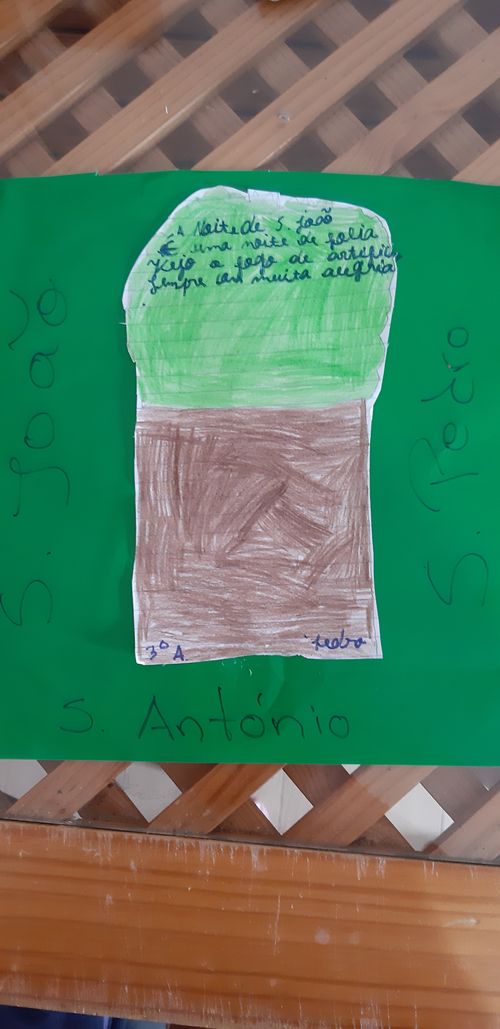 A Noite de S. João
É uma noite de folia
Vejo o fogo de artifício
Sempre com muita alegria
3º A.
Pedro
S. João
S. Pedro
S. António